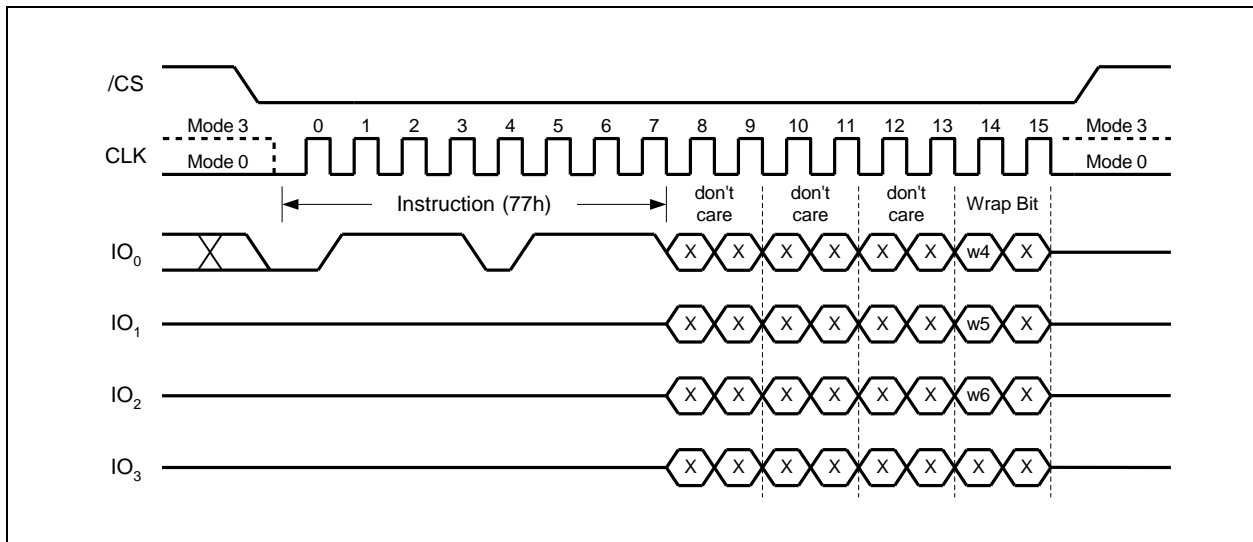 /CS
Mode 3 0 1 2 3 4 5 6 7 8 9 10 11 12 13 14 15 Mode 3
CLK Mode 0 Mode 0
Instruction (77h) don't care don't care don't care Wrap Bit
IO0 X X X X X X w4 X
IO1 X X X X X X w5 X
IO2 X X X X X X w6 X
IO3 X X X X X X X X